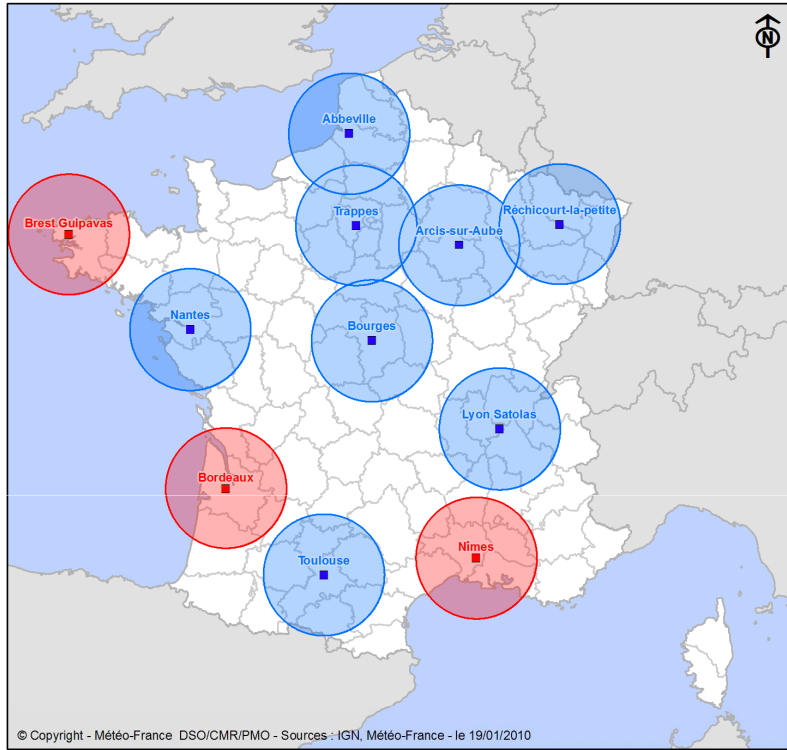 N
Abbeville
Trappes
Réchicourt-la-petite
Brest Guipavas
Arcis-sur-Aube
Nantes
Bourges
Lyon Satolas
Bordeaux
Nîmes
Toulouse
© Copyright - Météo-France DSO/CMR/PMO - Sources : IGN, Météo-France - le 19/01/2010